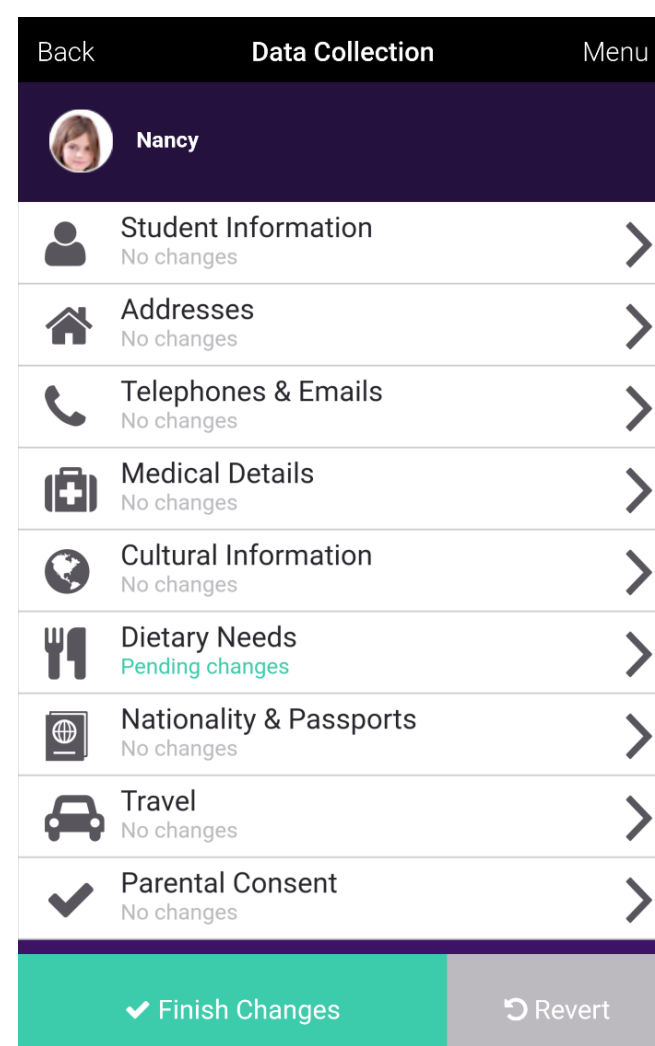 Back Data Collection Menu
Nancy
Student Information
No changes
Addresses
No changes
Telephones & Emails
No changes
Medical Details
No changes
Cultural Information
No changes
Dietary Needs
Pending changes
Nationality & Passports
No changes
Travel
No changes
Parental Consent
No changes
Finish Changes Revert